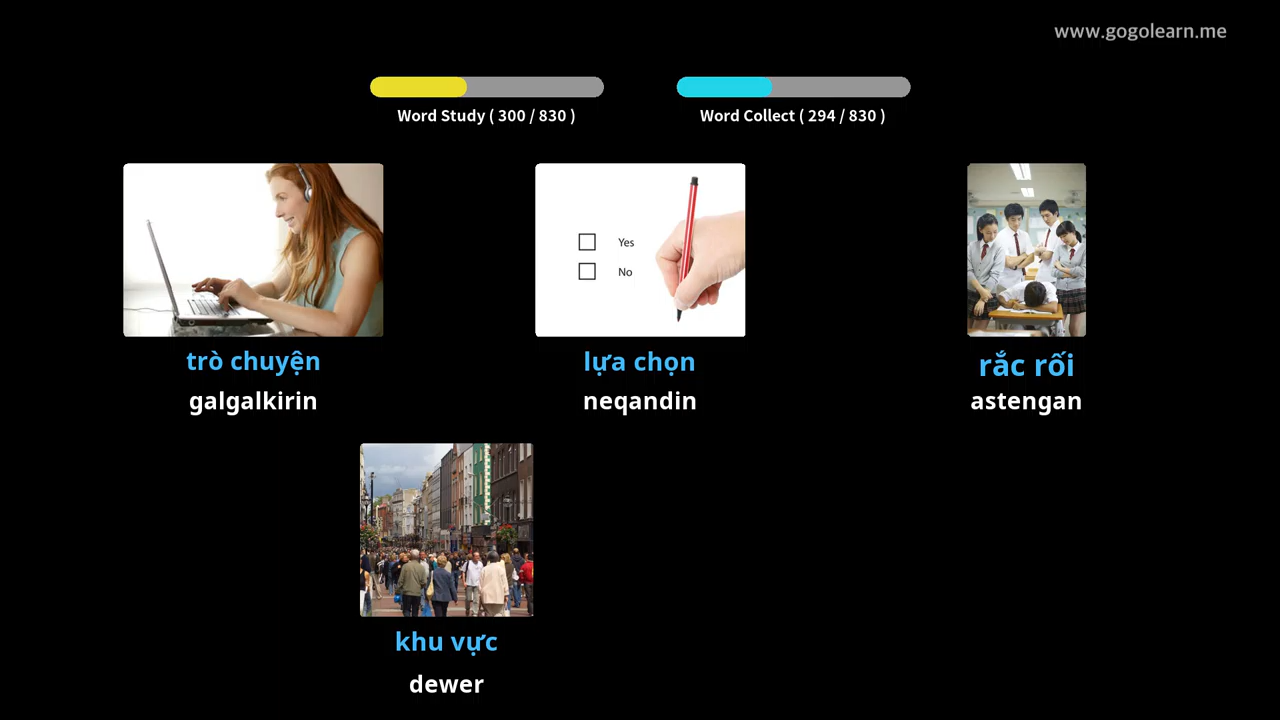 www.gogolearn.me
Word Study ( 300 / 830 )
Word Collect ( 294 / 830 )
Yes
No
trò chuyện
galgalkirin
lựa chọn
neqandin
rắc rối
astengan
khu vực
dewer